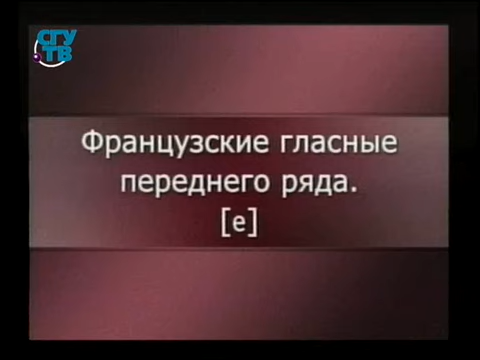 СГУ
ТВ
Французские гласные
переднего ряда.
[e]